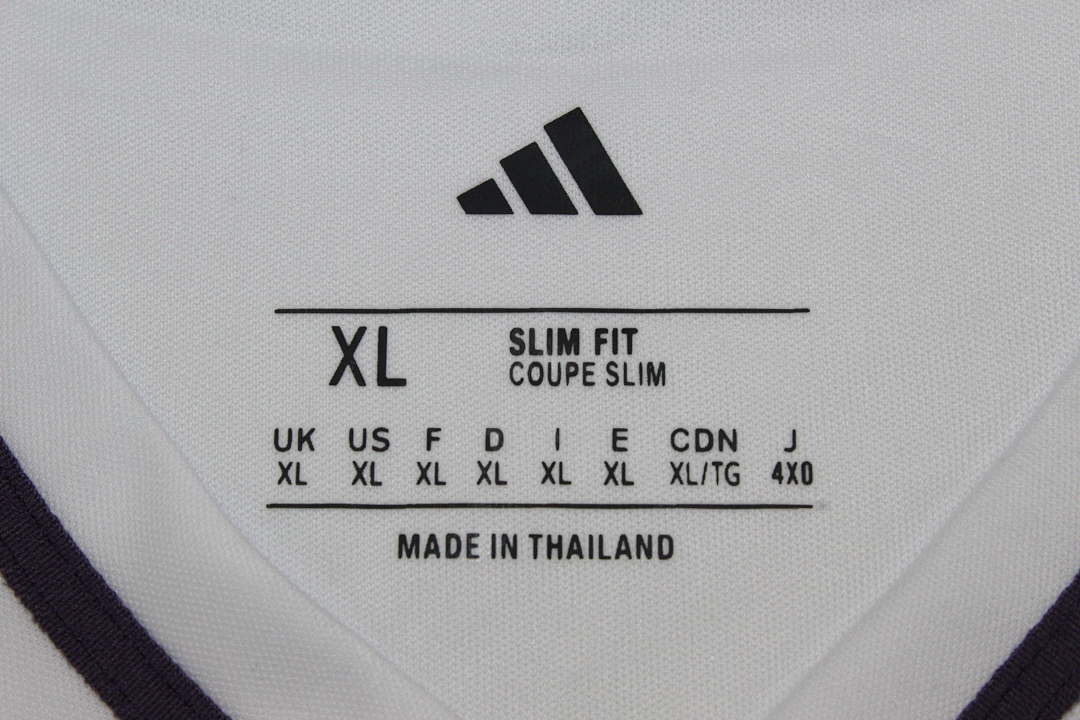 XL
SLIM FIT
COUPE SLIM
UK US F D I E CDN J
XL XL XL XL XL XL XL/TG 4X0
MADE IN THAILAND